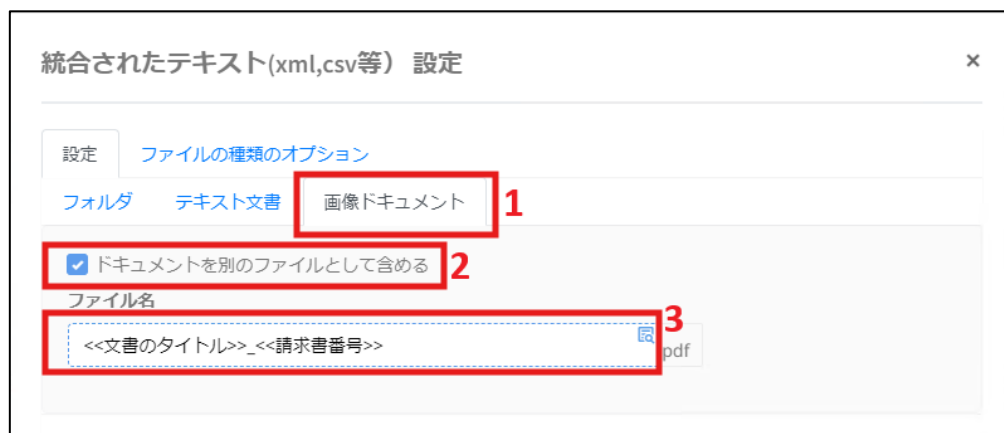 統合されたテキスト(xml,csv等） 設定 ×
設定 ファイルの種類のオプション
フォルダ テキスト文書 画像ドキュメント 1
ドキュメントを別のファイルとして含める 2
ファイル名
<<文書のタイトル>>_<<請求書番号>> 3
pdf